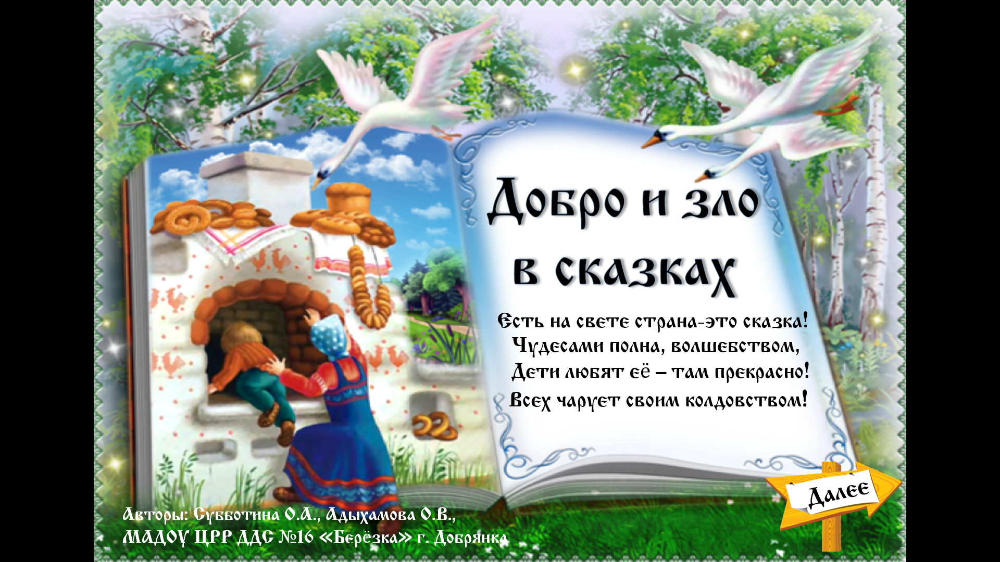 Добро и зло
в сказках
Есть на свете страна-это сказка!
Чудесами полна, волшебством,
Дети любят её – там прекрасно!
Всех чарует своим колдовством!
Далее
Авторы: Субботина О.А., Адыхамова О.В.,
МАДОУ ЦРР ДДС №16 «Берёзка» г. Добрянка